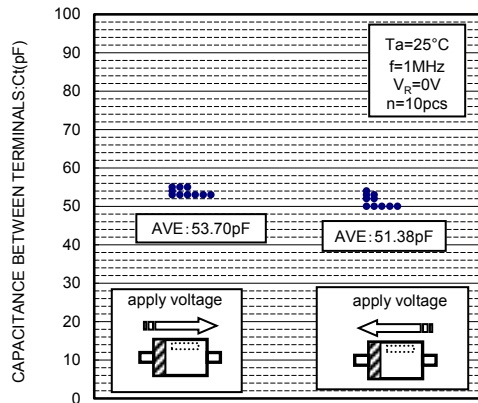 CAPACITANCE BETWEEN TERMINALS:Ct(pF)
100
90
80
70
60
50
40
30
20
10
0
Ta=25°C
f=1MHz
VR=0V
n=10pcs
AVE:53.70pF
AVE:51.38pF
apply voltage
apply voltage